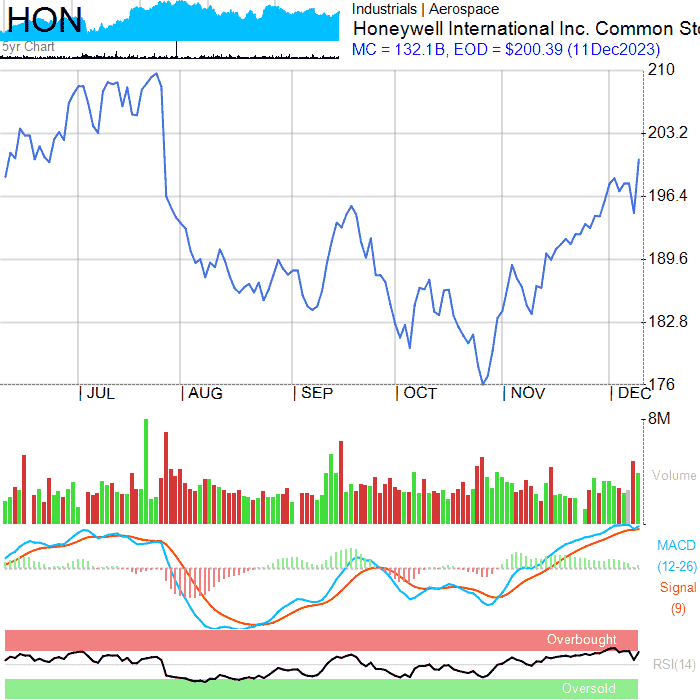 HON
5yr Chart
Industrials | Aerospace
Honeywell International Inc. Common Sto
MC = 132.1B, EOD = $200.39 (11Dec2023)
210
203.2
196.4
189.6
182.8
176
| JUL | AUG | SEP | OCT | NOV | DEC
8M
Volume
MACD
(12-26)
Signal
(9)
Overbought
RSI(14)
Oversold